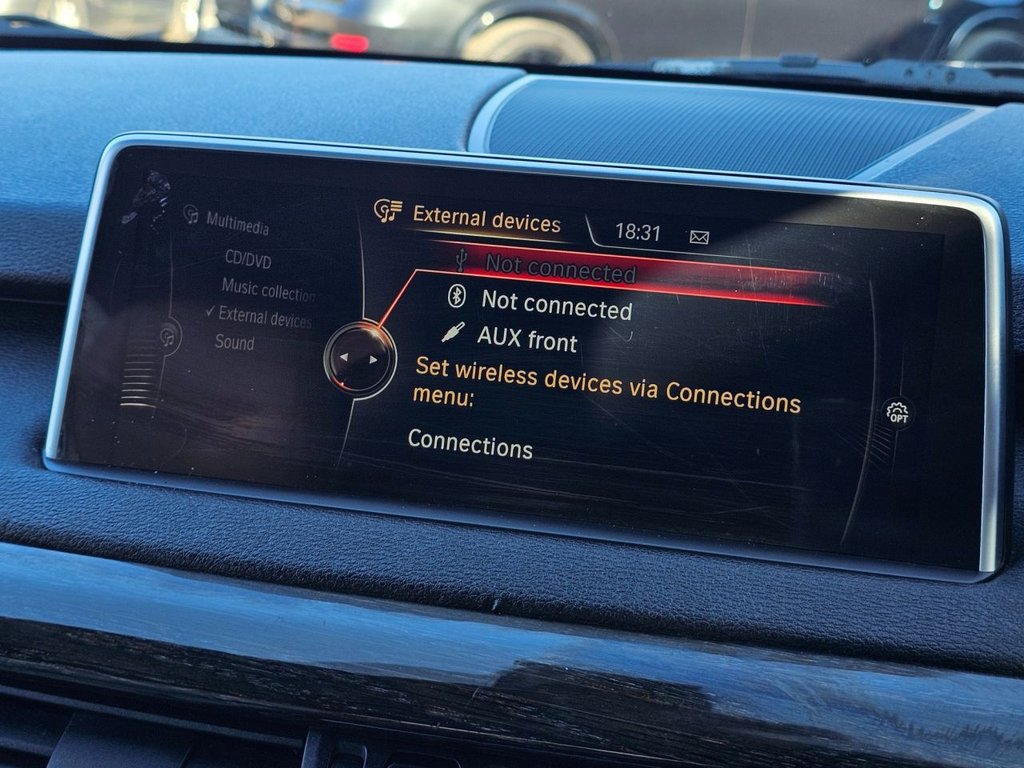 Multimedia
CD/DVD
Music collection
External devices
Sound
External devices
18:31
Not connected
Not connected
AUX front
Set wireless devices via Connections
menu:
Connections
OPT